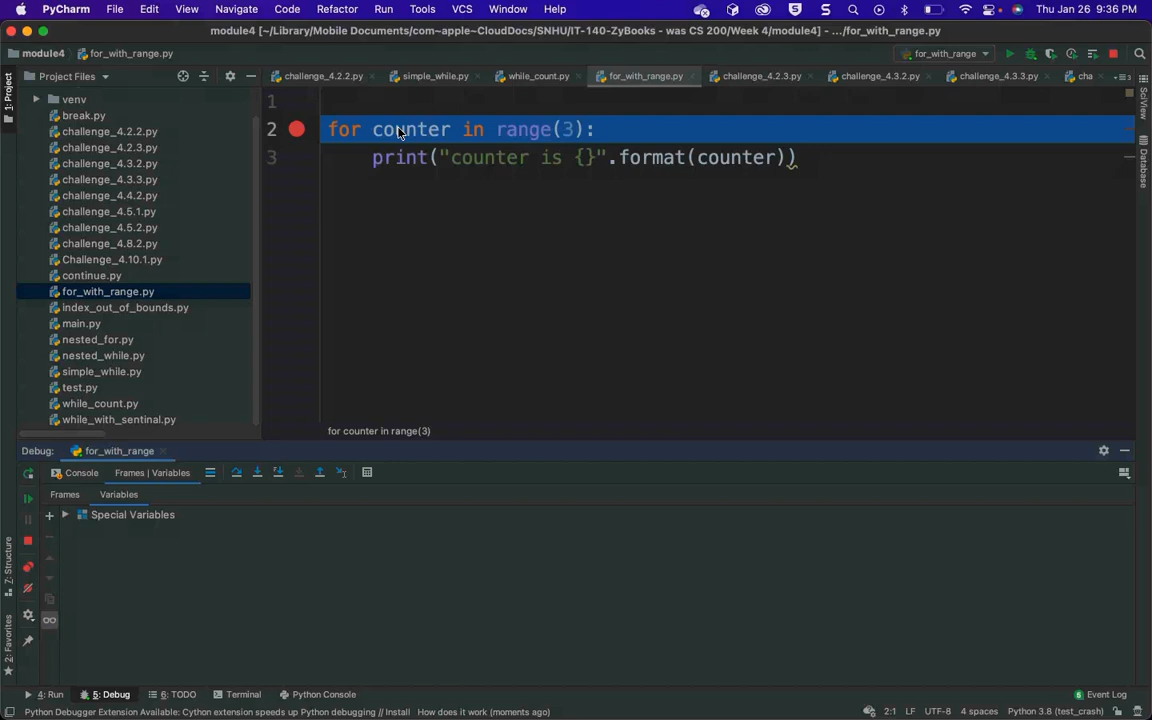 PyCharm File Edit View Navigate Code Refactor Run Tools VCS Window Help Thu Jan 26 9:36 PM
module4 [~/Library/Mobile Documents/com~apple~CloudDocs/SNHU/IT-140-ZyBooks - was CS 200/Week 4/module4] - .../for_with_range.py
module4 for_with_range.py for_with_range
1: Project
Project Files challenge_4.2.2.py simple_while.py while_count.py for_with_range.py challenge_4.2.3.py challenge_4.3.2.py challenge_4.3.3.py cha
venv
break.py
challenge_4.2.2.py
challenge_4.2.3.py
challenge_4.3.2.py
challenge_4.3.3.py
challenge_4.4.2.py
challenge_4.5.1.py
challenge_4.5.2.py
challenge_4.8.2.py
Challenge_4.10.1.py
continue.py
for_with_range.py
index_out_of_bounds.py
main.py
nested_for.py
nested_while.py
simple_while.py
test.py
while_count.py
while_with_sentinal.py
1
2 for counter in range(3):
3 print("counter is {}".format(counter))
for counter in range(3)
SciView
Database
Debug: for_with_range
Console Frames | Variables
Frames Variables
Special Variables
7: Structure
2: Favorites
4: Run 5: Debug 6: TODO Terminal Python Console Event Log
Python Debugger Extension Available: Cython extension speeds up Python debugging // Install How does it work (moments ago) 2:1 LF UTF-8 4 spaces Python 3.8 (test_crash)